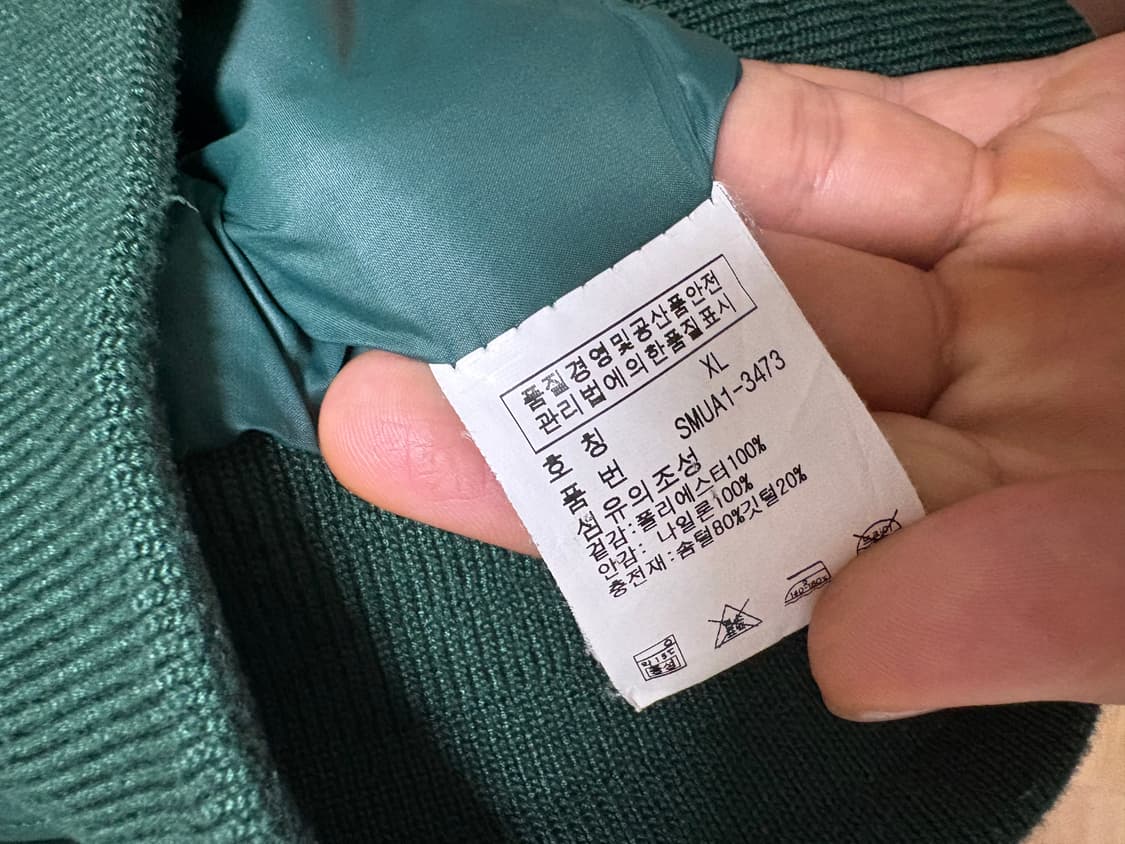 품질경영및공산품안전
관리법에의한품질표시
호 칭 XL
품 번 SMUA1-3473
섬유의조성
겉감:폴리에스터100%
안감: 나일론100%
충전재:솜털80%깃털20%